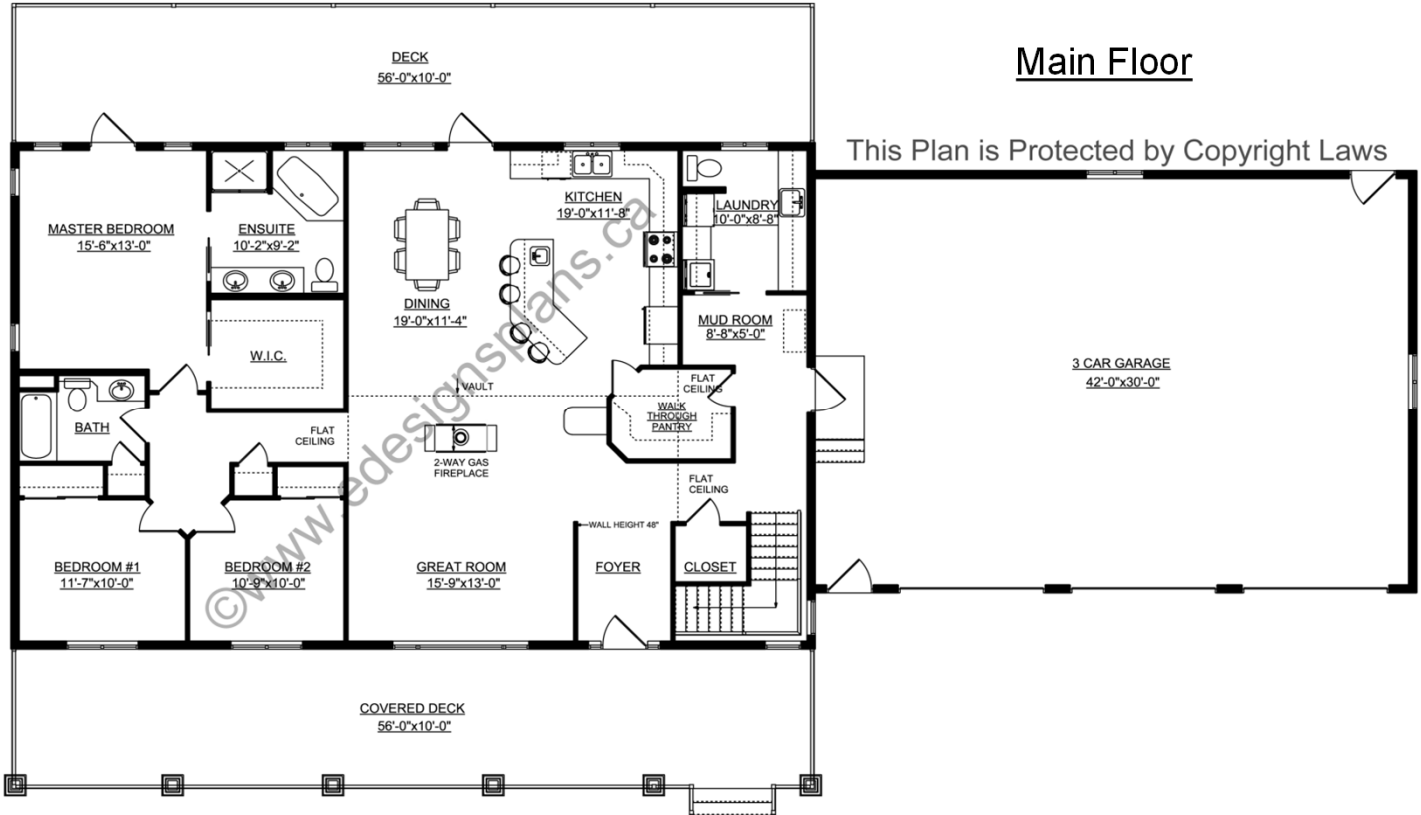 DECK
56'-0"x10'-0"
Main Floor
This Plan is Protected by Copyright Laws
MASTER BEDROOM
15'-6"x13'-0"
ENSUITE
10'-2"x9'-2"
KITCHEN
19'-0"x11'-8"
LAUNDRY
10'-0"x8'-8"
DINING
19'-0"x11'-4"
MUD ROOM
8'-8"x5'-0"
W.I.C.
3 CAR GARAGE
42'-0"x30'-0"
VAULT
FLAT
CEILING
WALK
THROUGH
PANTRY
BATH
FLAT
CEILING
2-WAY GAS
FIREPLACE
FLAT
CEILING
WALL HEIGHT 48"
BEDROOM #1
11'-7"x10'-0"
BEDROOM #2
10'-9"x10'-0"
GREAT ROOM
15'-9"x13'-0"
FOYER
CLOSET
COVERED DECK
56'-0"x10'-0"
©www.edesignsplans.ca